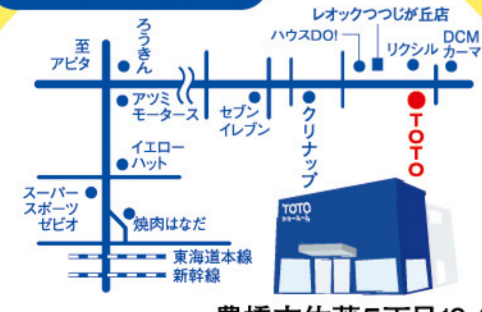 レオックつつじが丘店
ハウスDO!
リクシル
DCM
カーマ
至
アピタ
ろうきん
アツミ
モータース
セブン
イレブン
クリナップ
TOTO
イエロー
ハット
スーパー
スポーツ
ゼビオ
焼肉はなだ
TOTO
ショールーム
東海道本線
新幹線